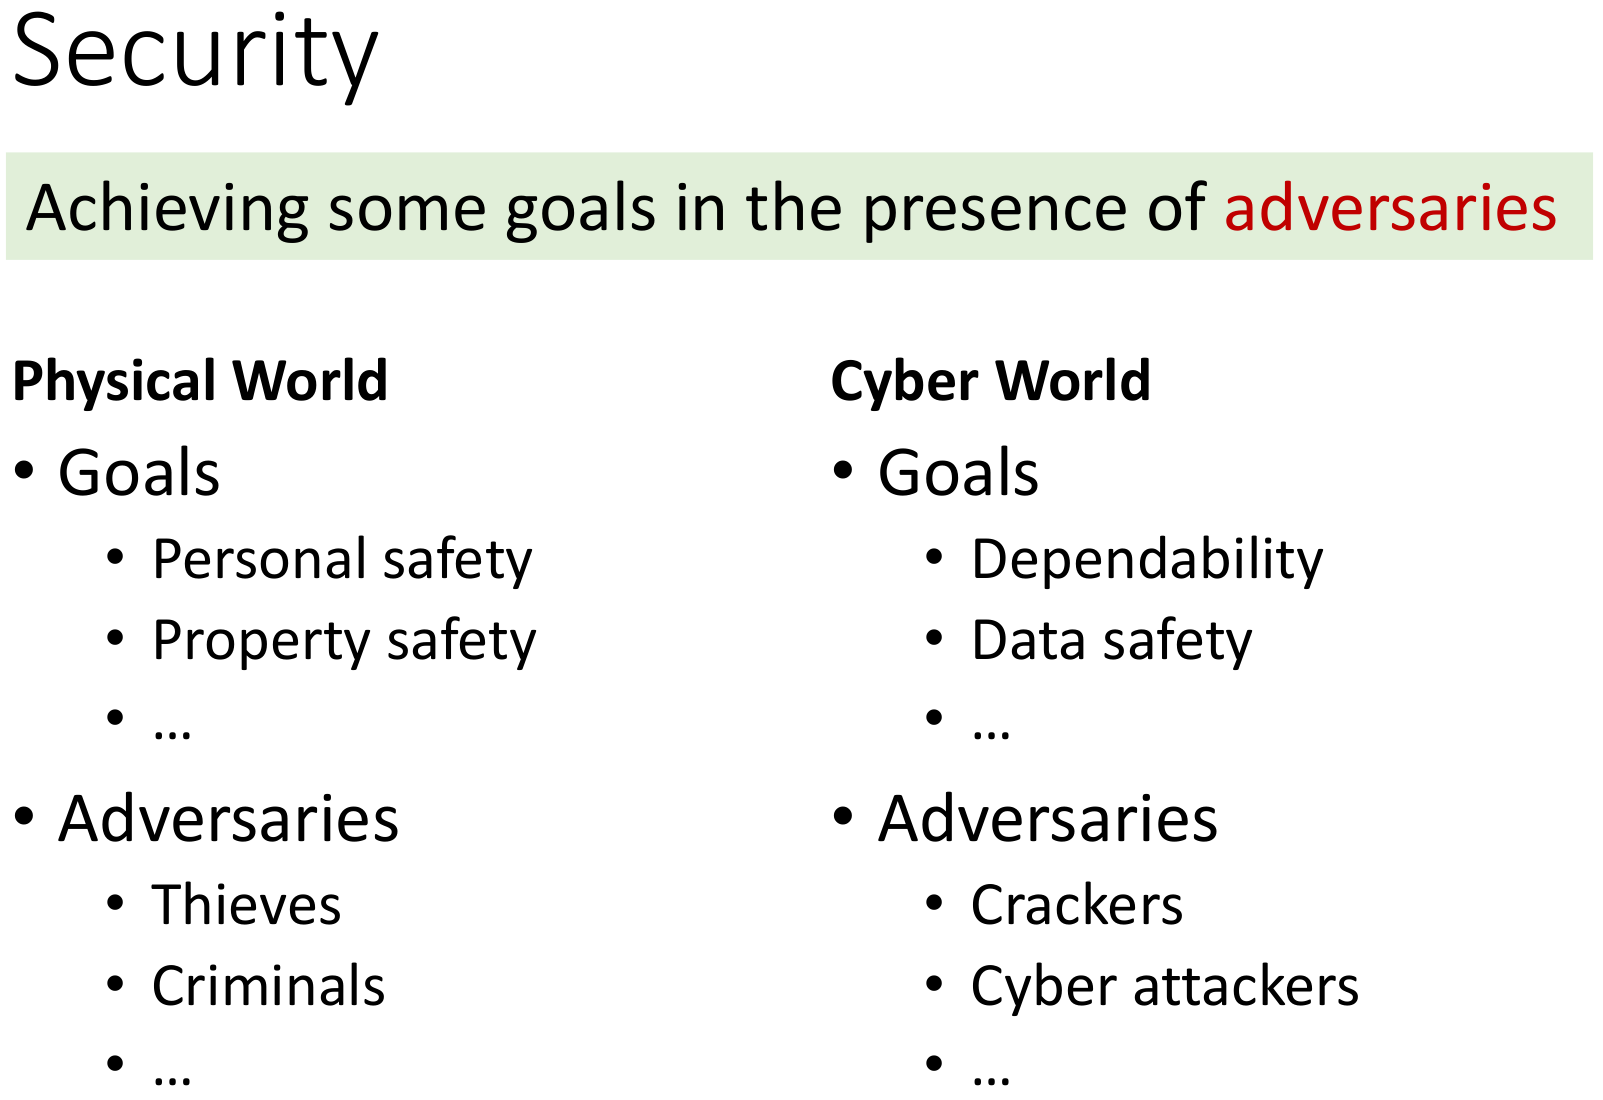 Security
Achieving some goals in the presence of adversaries
Physical World
• Goals
• Personal safety
• Property safety
• ...
• Adversaries
• Thieves
• Criminals
• ...
Cyber World
• Goals
• Dependability
• Data safety
• ...
• Adversaries
• Crackers
• Cyber attackers
• ...